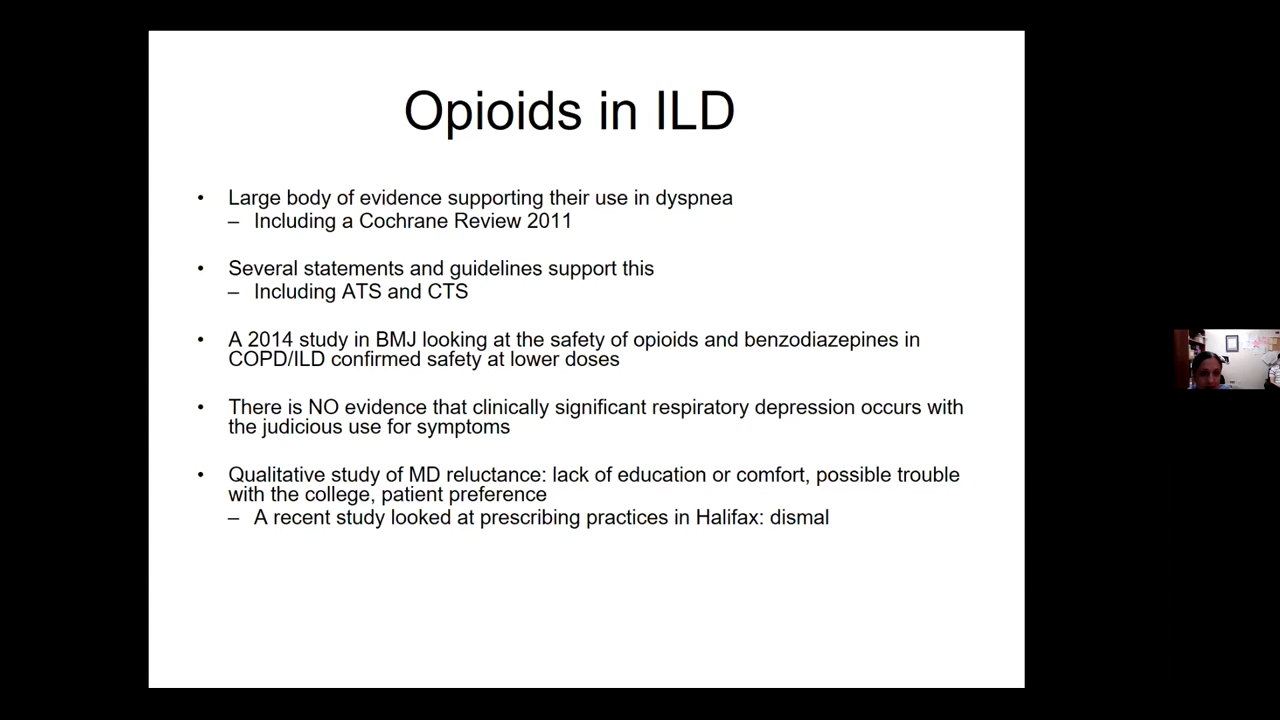 Opioids in ILD
• Large body of evidence supporting their use in dyspnea
– Including a Cochrane Review 2011
• Several statements and guidelines support this
– Including ATS and CTS
• A 2014 study in BMJ looking at the safety of opioids and benzodiazepines in
COPD/ILD confirmed safety at lower doses
• There is NO evidence that clinically significant respiratory depression occurs with
the judicious use for symptoms
• Qualitative study of MD reluctance: lack of education or comfort, possible trouble
with the college, patient preference
– A recent study looked at prescribing practices in Halifax: dismal